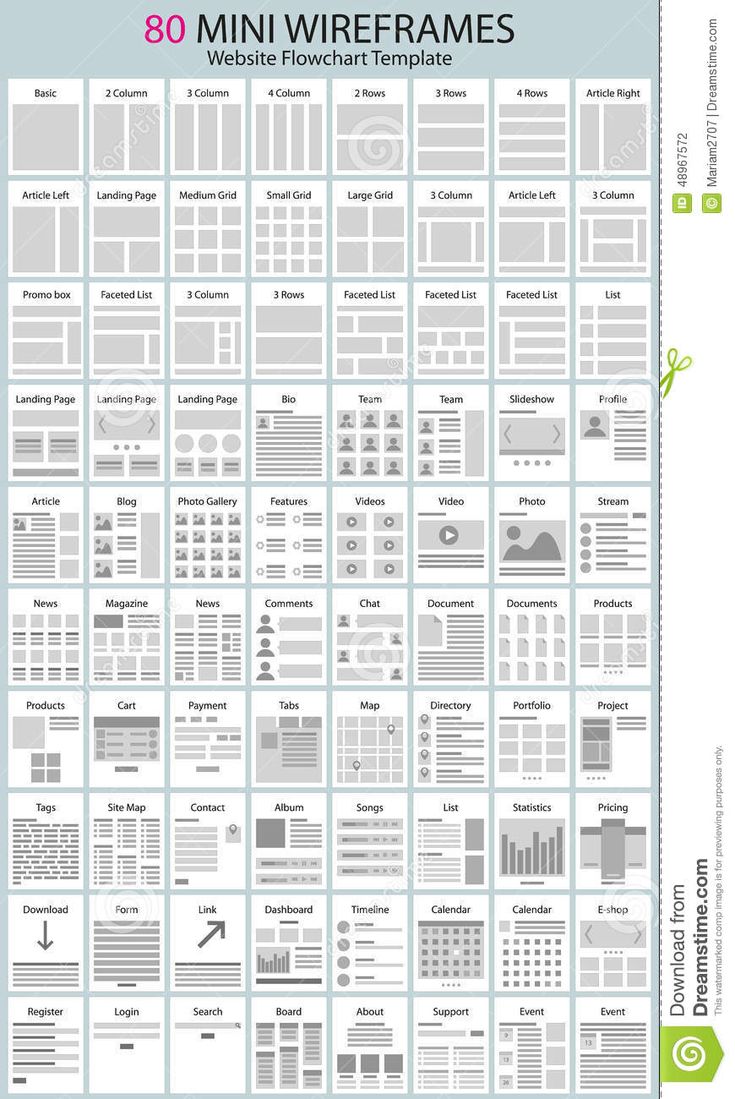 80 MINI WIREFRAMES
Website Flowchart Template
Basic 2 Column 3 Column 4 Column 2 Rows 3 Rows 4 Rows Article Right
Article Left Landing Page Medium Grid Small Grid Large Grid 3 Column Article Left 3 Column
Promo box Faceted List 3 Column 3 Rows Faceted List Faceted List Faceted List List
Landing Page Landing Page Landing Page Bio Team Team Slideshow Profile
Article Blog Photo Gallery Features Videos Video Photo Stream
News Magazine News Comments Chat Document Documents Products
Products Cart Payment Tabs Map Directory Portfolio Project
Tags Site Map Contact Album Songs List Statistics Pricing
Download Form Link Dashboard Timeline Calendar Calendar E-shop
Register Login Search Board About Support Event Event
9 13
13
26
ID 48967572
© Mariam2707 | Dreamstime.com
Download from
Dreamstime.com
This watermarked comp image is for previewing purposes only.
dreamstime